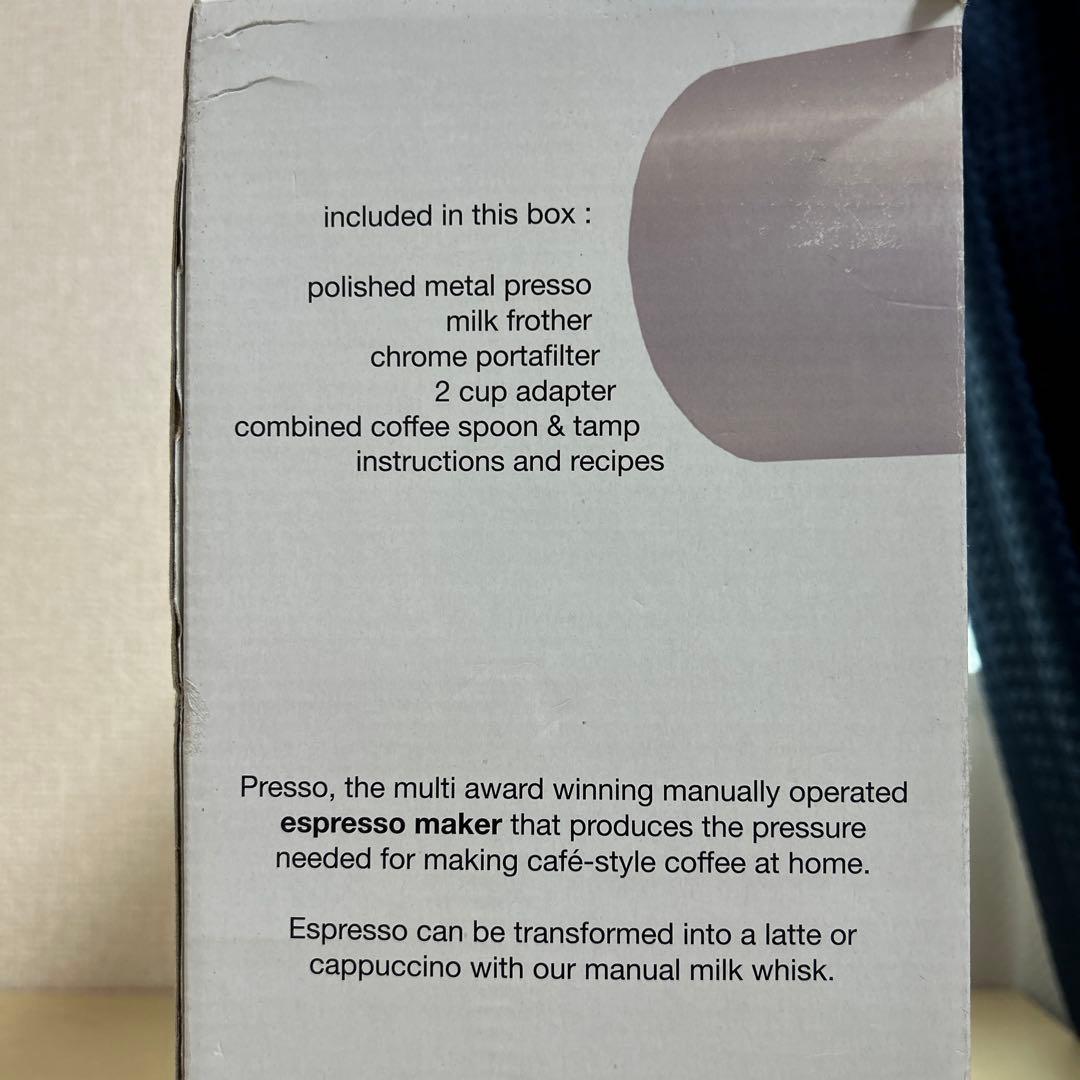 included in this box :
polished metal presso
milk frother
chrome portafilter
2 cup adapter
combined coffee spoon & tamp
instructions and recipes
Presso, the multi award winning manually operated
espresso maker that produces the pressure
needed for making café-style coffee at home.
Espresso can be transformed into a latte or
cappuccino with our manual milk whisk.